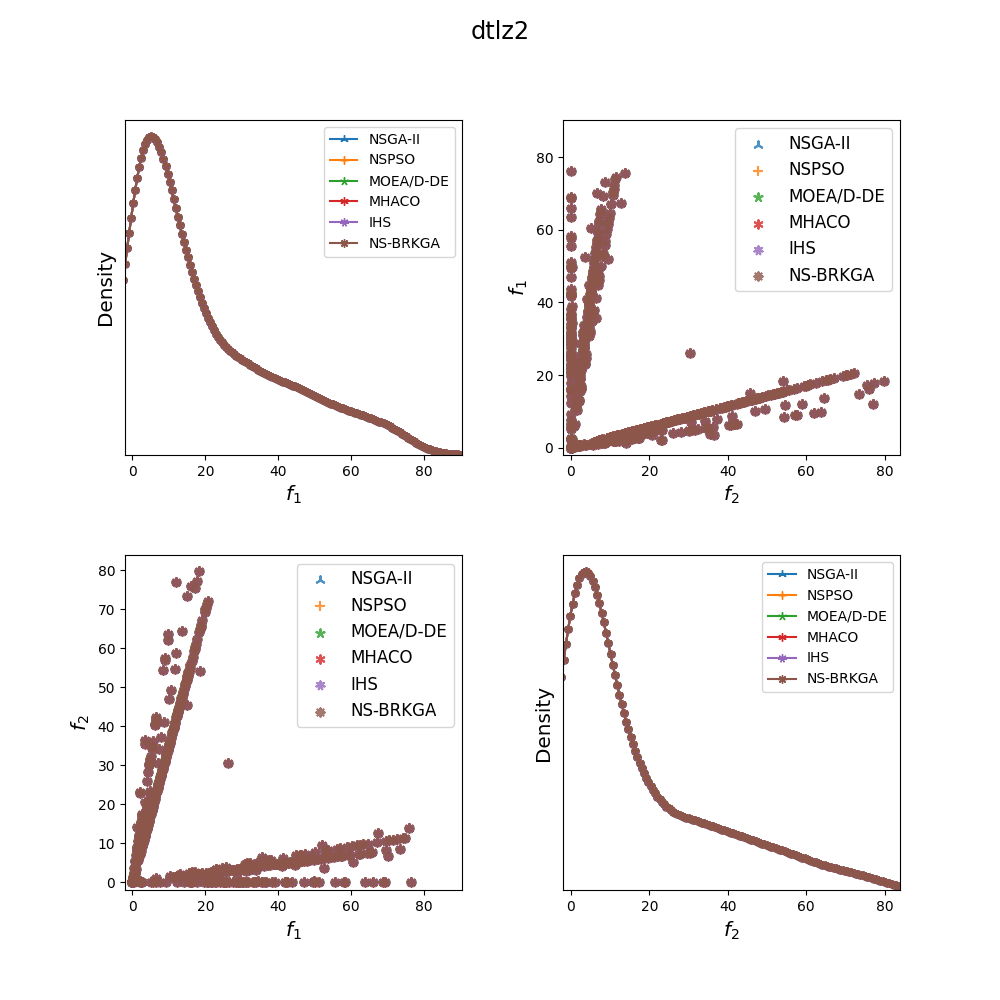 dtlz2
Density
NSGA-II
NSPSO
MOEA/D-DE
MHACO
IHS
NS-BRKGA
0 20 40 60 80
f1
f1
80
60
40
20
0
NSGA-II
NSPSO
MOEA/D-DE
MHACO
IHS
NS-BRKGA
0 20 40 60 80
f2
f2
80
70
60
50
40
30
20
10
0
NSGA-II
NSPSO
MOEA/D-DE
MHACO
IHS
NS-BRKGA
0 20 40 60 80
f1
Density
NSGA-II
NSPSO
MOEA/D-DE
MHACO
IHS
NS-BRKGA
0 20 40 60 80
f2